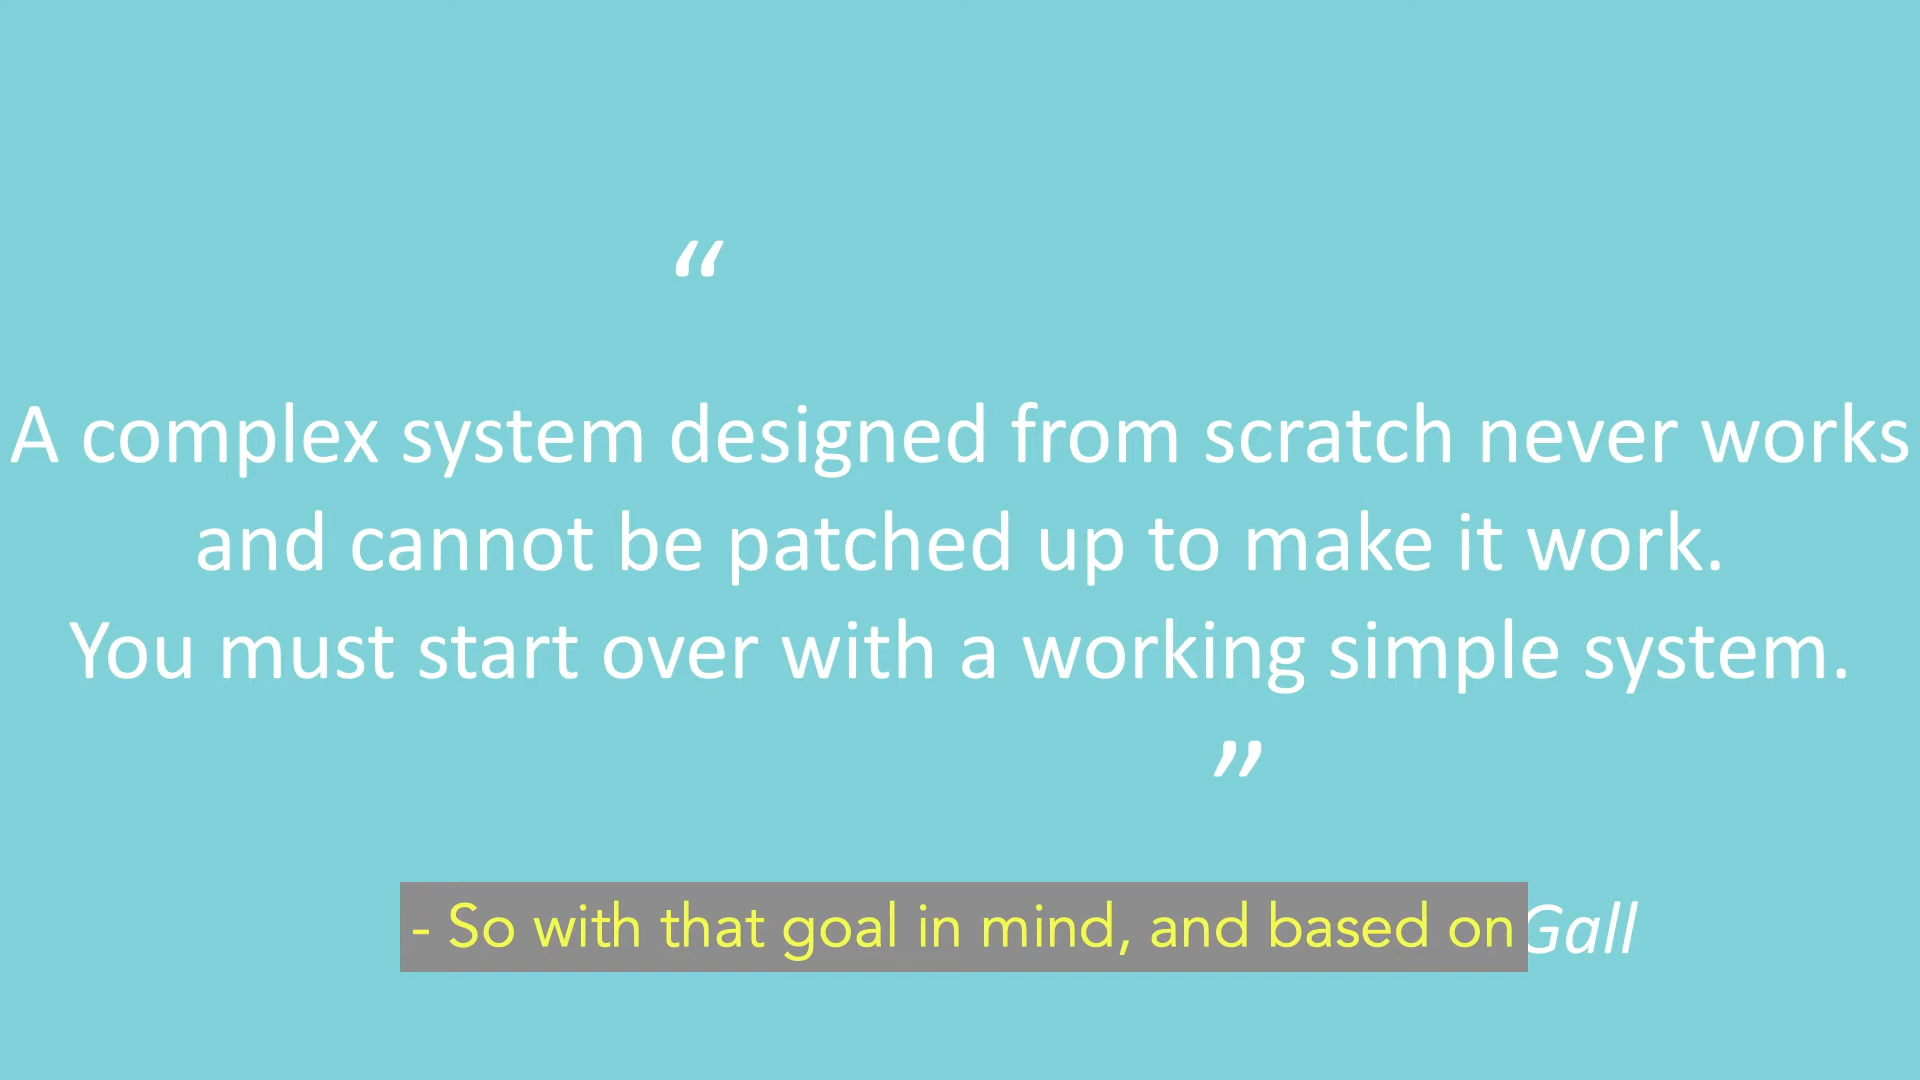 “
A complex system designed from scratch never works
and cannot be patched up to make it work.
You must start over with a working simple system.
”
- So with that goal in mind, and based on
Gall